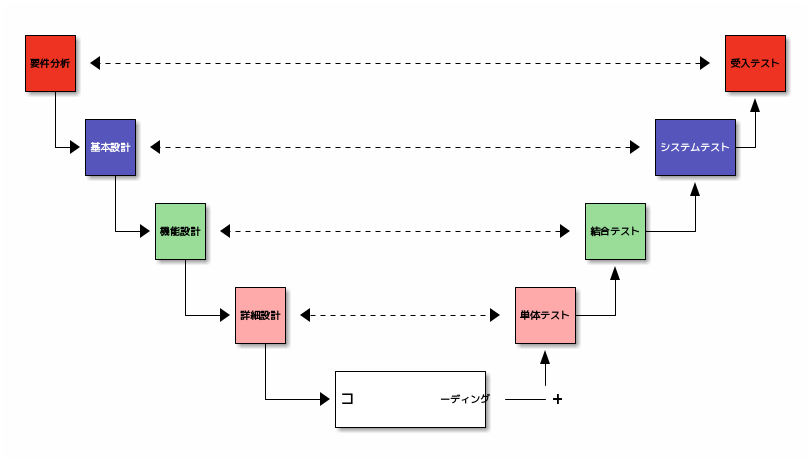 要件分析
受入テスト
基本設計
システムテスト
機能設計
結合テスト
詳細設計
単体テスト
コ ーディング +